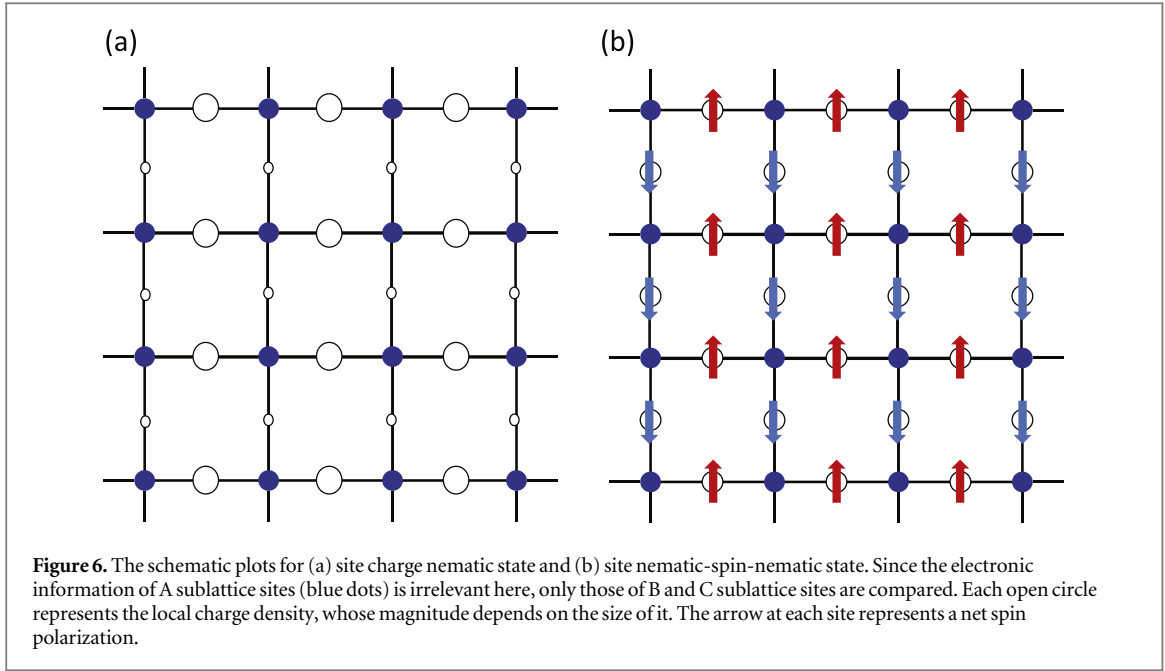 (a)
(b)
Figure 6. The schematic plots for (a) site charge nematic state and (b) site nematic-spin-nematic state. Since the electronic
information of A sublattice sites (blue dots) is irrelevant here, only those of B and C sublattice sites are compared. Each open circle
represents the local charge density, whose magnitude depends on the size of it. The arrow at each site represents a net spin
polarization.